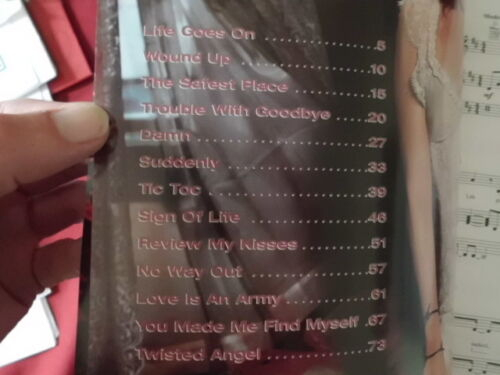 Life Goes On ................5
Wound Up ...................10
The Safest Place ...........15
Trouble With Goodbye ....20
Damn .......................27
Suddenly ...................33
Tic Toc .....................39
Sign Of Life ................46
Review My Kisses ..........51
No Way Out ................57
Love Is An Army ...........61
You Made Me Find Myself .67
Twisted Angel ..............73